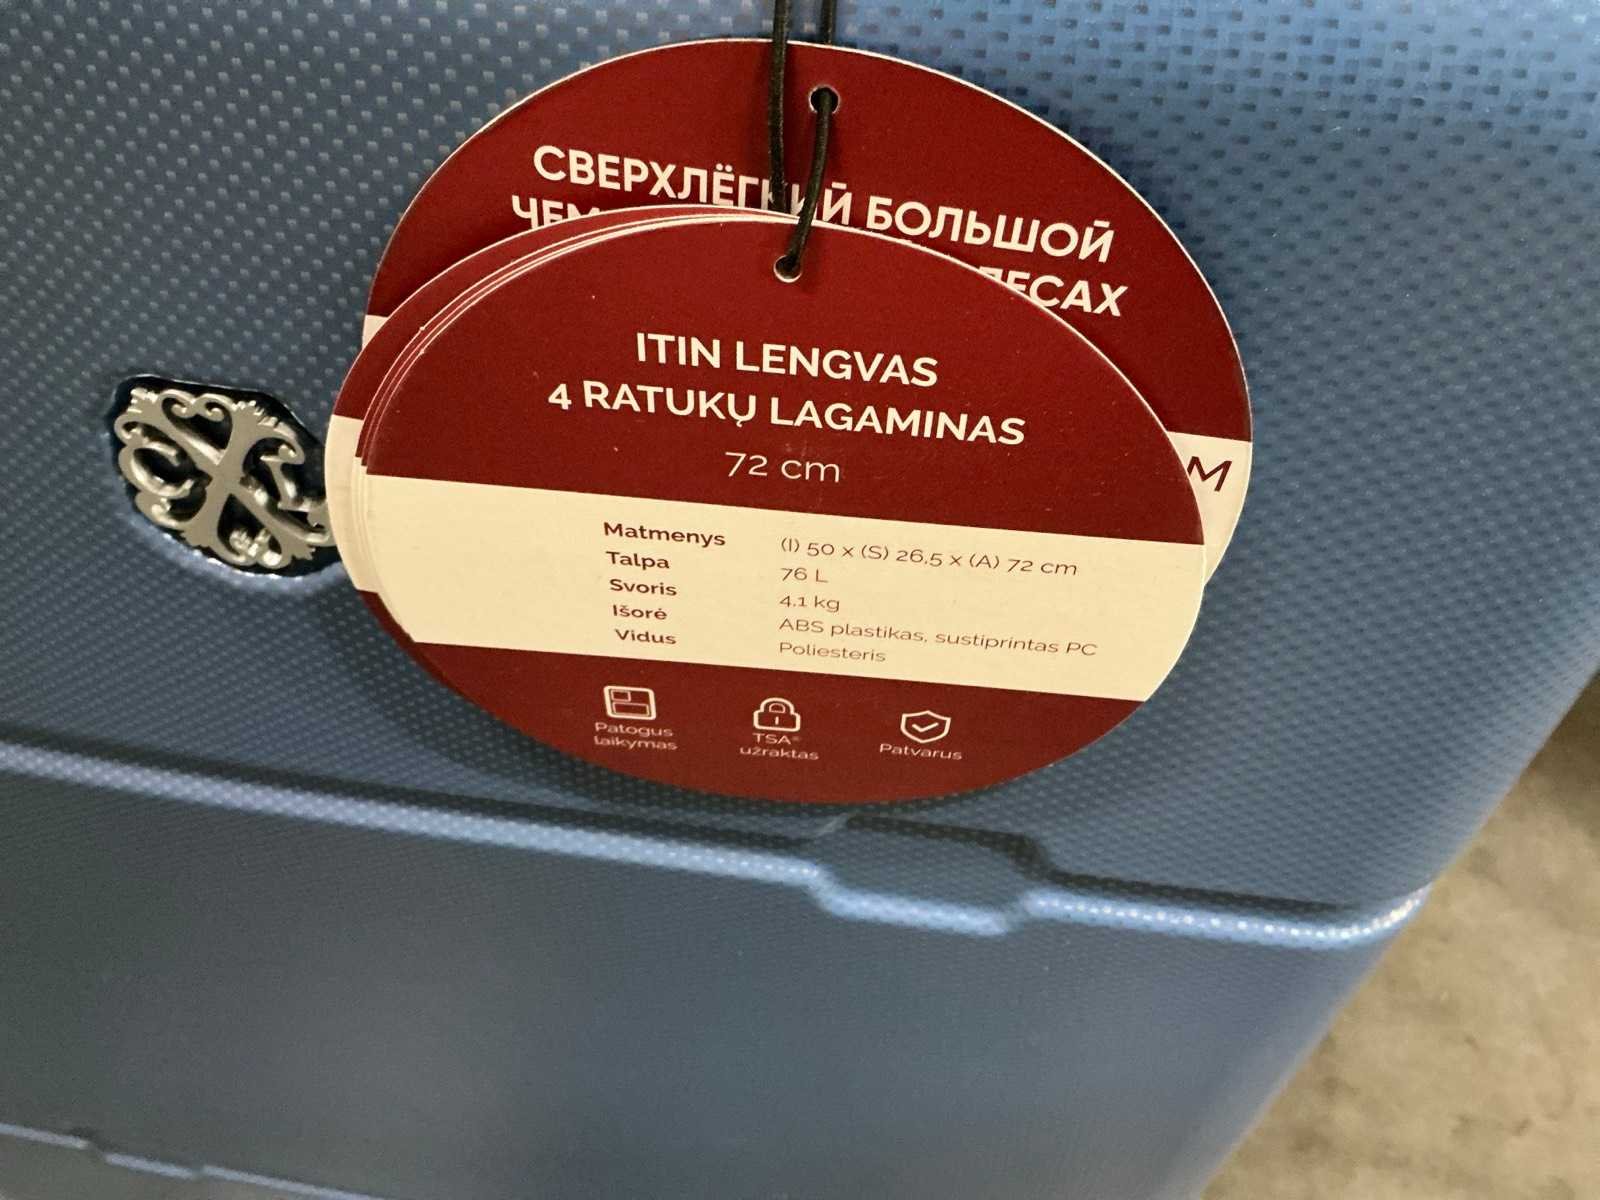 СВЕРХЛЁГКИЙ БОЛЬШОЙ
ITIN LENGVAS
4 RATUKŲ LAGAMINAS
72 cm
Matmenys (I) 50 x (S) 26,5 x (A) 72 cm
Talpa 76 L
Svoris 4.1 kg
Išorė ABS plastikas, sustiprintas PC
Vidus Poliesteris
Patogus
laikymas
TSA®
užraktas
Patvarus